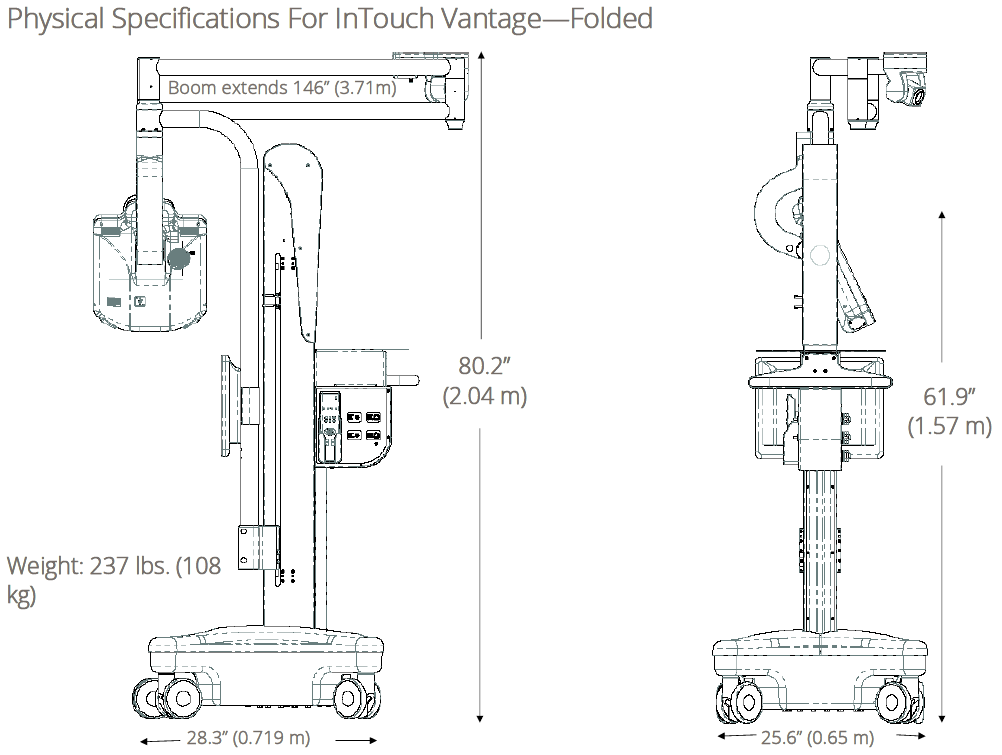 Physical Specifications For InTouch Vantage—Folded
Boom extends 146” (3.71m)
80.2”
(2.04 m)
61.9”
(1.57 m)
Weight: 237 lbs. (108
kg)
28.3” (0.719 m)
25.6” (0.65 m)